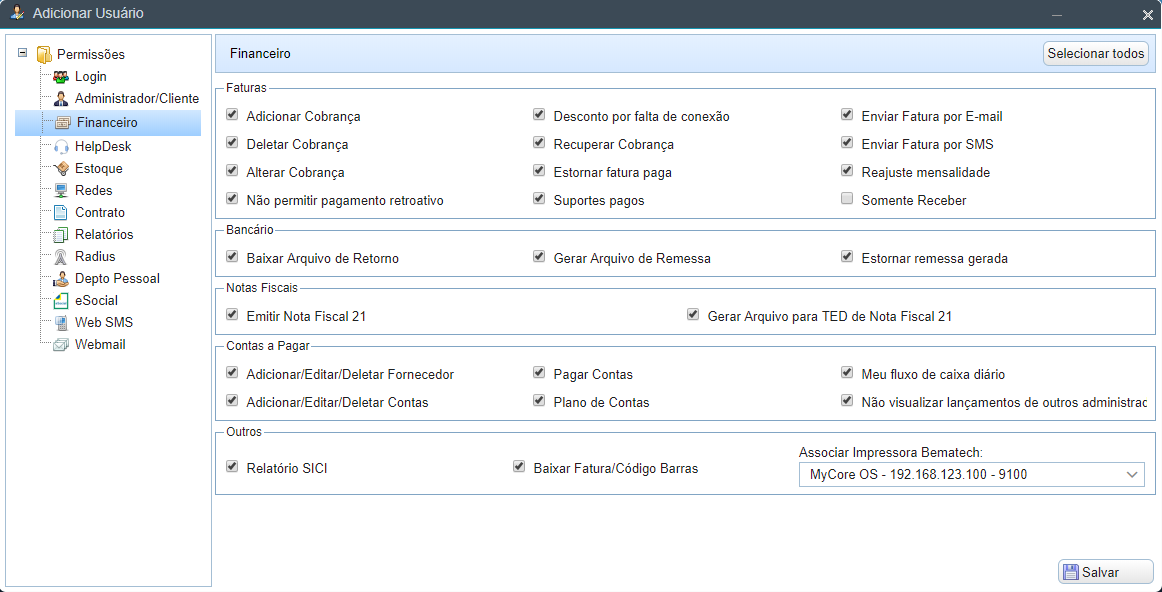 Adicionar Usuário
Permissões
Login
Administrador/Cliente
Financeiro
HelpDesk
Estoque
Redes
Contrato
Relatórios
Radius
Depto Pessoal
eSocial
Web SMS
Webmail
Financeiro
Selecionar todos
Faturas
Adicionar Cobrança
Desconto por falta de conexão
Enviar Fatura por E-mail
Deletar Cobrança
Recuperar Cobrança
Enviar Fatura por SMS
Alterar Cobrança
Estornar fatura paga
Reajuste mensalidade
Não permitir pagamento retroativo
Suportes pagos
Somente Receber
Bancário
Baixar Arquivo de Retorno
Gerar Arquivo de Remessa
Estornar remessa gerada
Notas Fiscais
Emitir Nota Fiscal 21
Gerar Arquivo para TED de Nota Fiscal 21
Contas a Pagar
Adicionar/Editar/Deletar Fornecedor
Pagar Contas
Meu fluxo de caixa diário
Adicionar/Editar/Deletar Contas
Plano de Contas
Não visualizar lançamentos de outros administrac
Outros
Relatório SICI
Baixar Fatura/Código Barras
Associar Impressora Bematech:
MyCore OS - 192.168.123.100 - 9100
Salvar